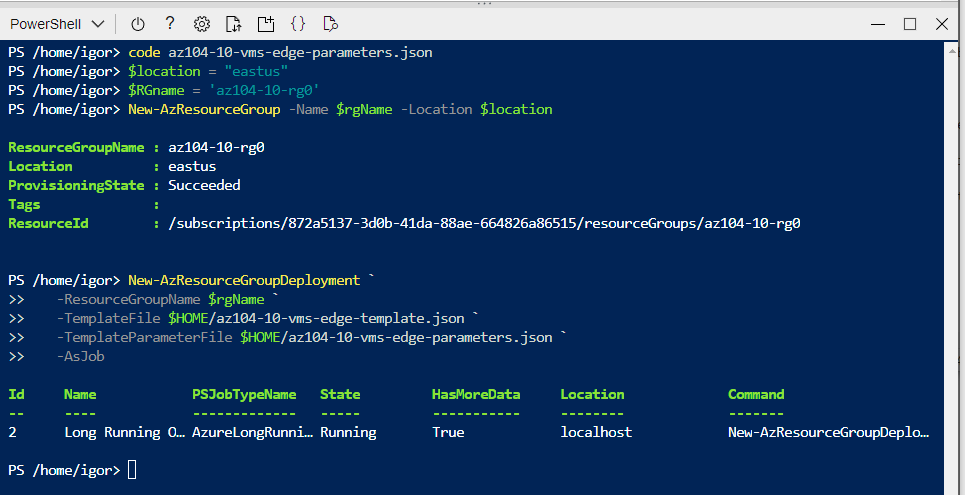 PowerShell
PS /home/igor> code az104-10-vms-edge-parameters.json
PS /home/igor> $location = "eastus"
PS /home/igor> $RGname = 'az104-10-rg0'
PS /home/igor> New-AzResourceGroup -Name $rgName -Location $location
ResourceGroupName : az104-10-rg0
Location : eastus
ProvisioningState : Succeeded
Tags :
ResourceId : /subscriptions/872a5137-3d0b-41da-88ae-664826a86515/resourceGroups/az104-10-rg0
PS /home/igor> New-AzResourceGroupDeployment `
>> -ResourceGroupName $rgName `
>> -TemplateFile $HOME/az104-10-vms-edge-template.json `
>> -TemplateParameterFile $HOME/az104-10-vms-edge-parameters.json `
>> -AsJob
Id Name PSJobTypeName State HasMoreData Location Command
-- ---- ------------- ----- ----------- -------- -------
2 Long Running O… AzureLongRunni… Running True localhost New-AzResourceGroupDeplo…
PS /home/igor>